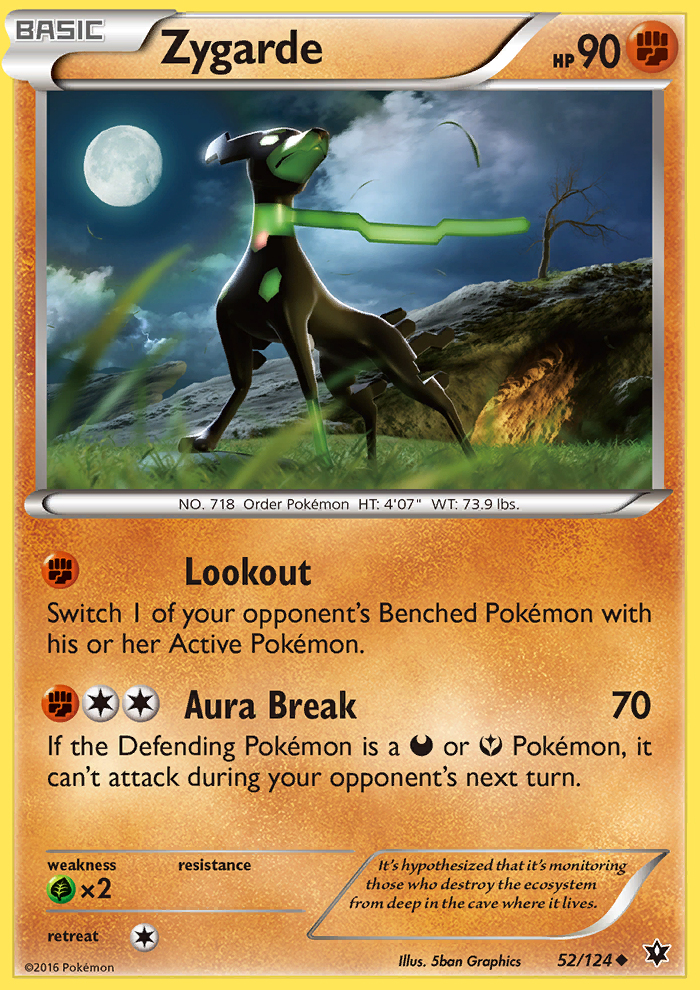 BASIC
Zygarde
HP 90
NO. 718 Order Pokémon HT: 4'07" WT: 73.9 lbs.
Lookout
Switch 1 of your opponent's Benched Pokémon with
his or her Active Pokémon.
Aura Break 70
If the Defending Pokémon is a or Pokémon, it
can't attack during your opponent's next turn.
weakness resistance
×2
It's hypothesized that it's monitoring
those who destroy the ecosystem
from deep in the cave where it lives.
retreat
©2016 Pokémon
Illus. 5ban Graphics
52/124